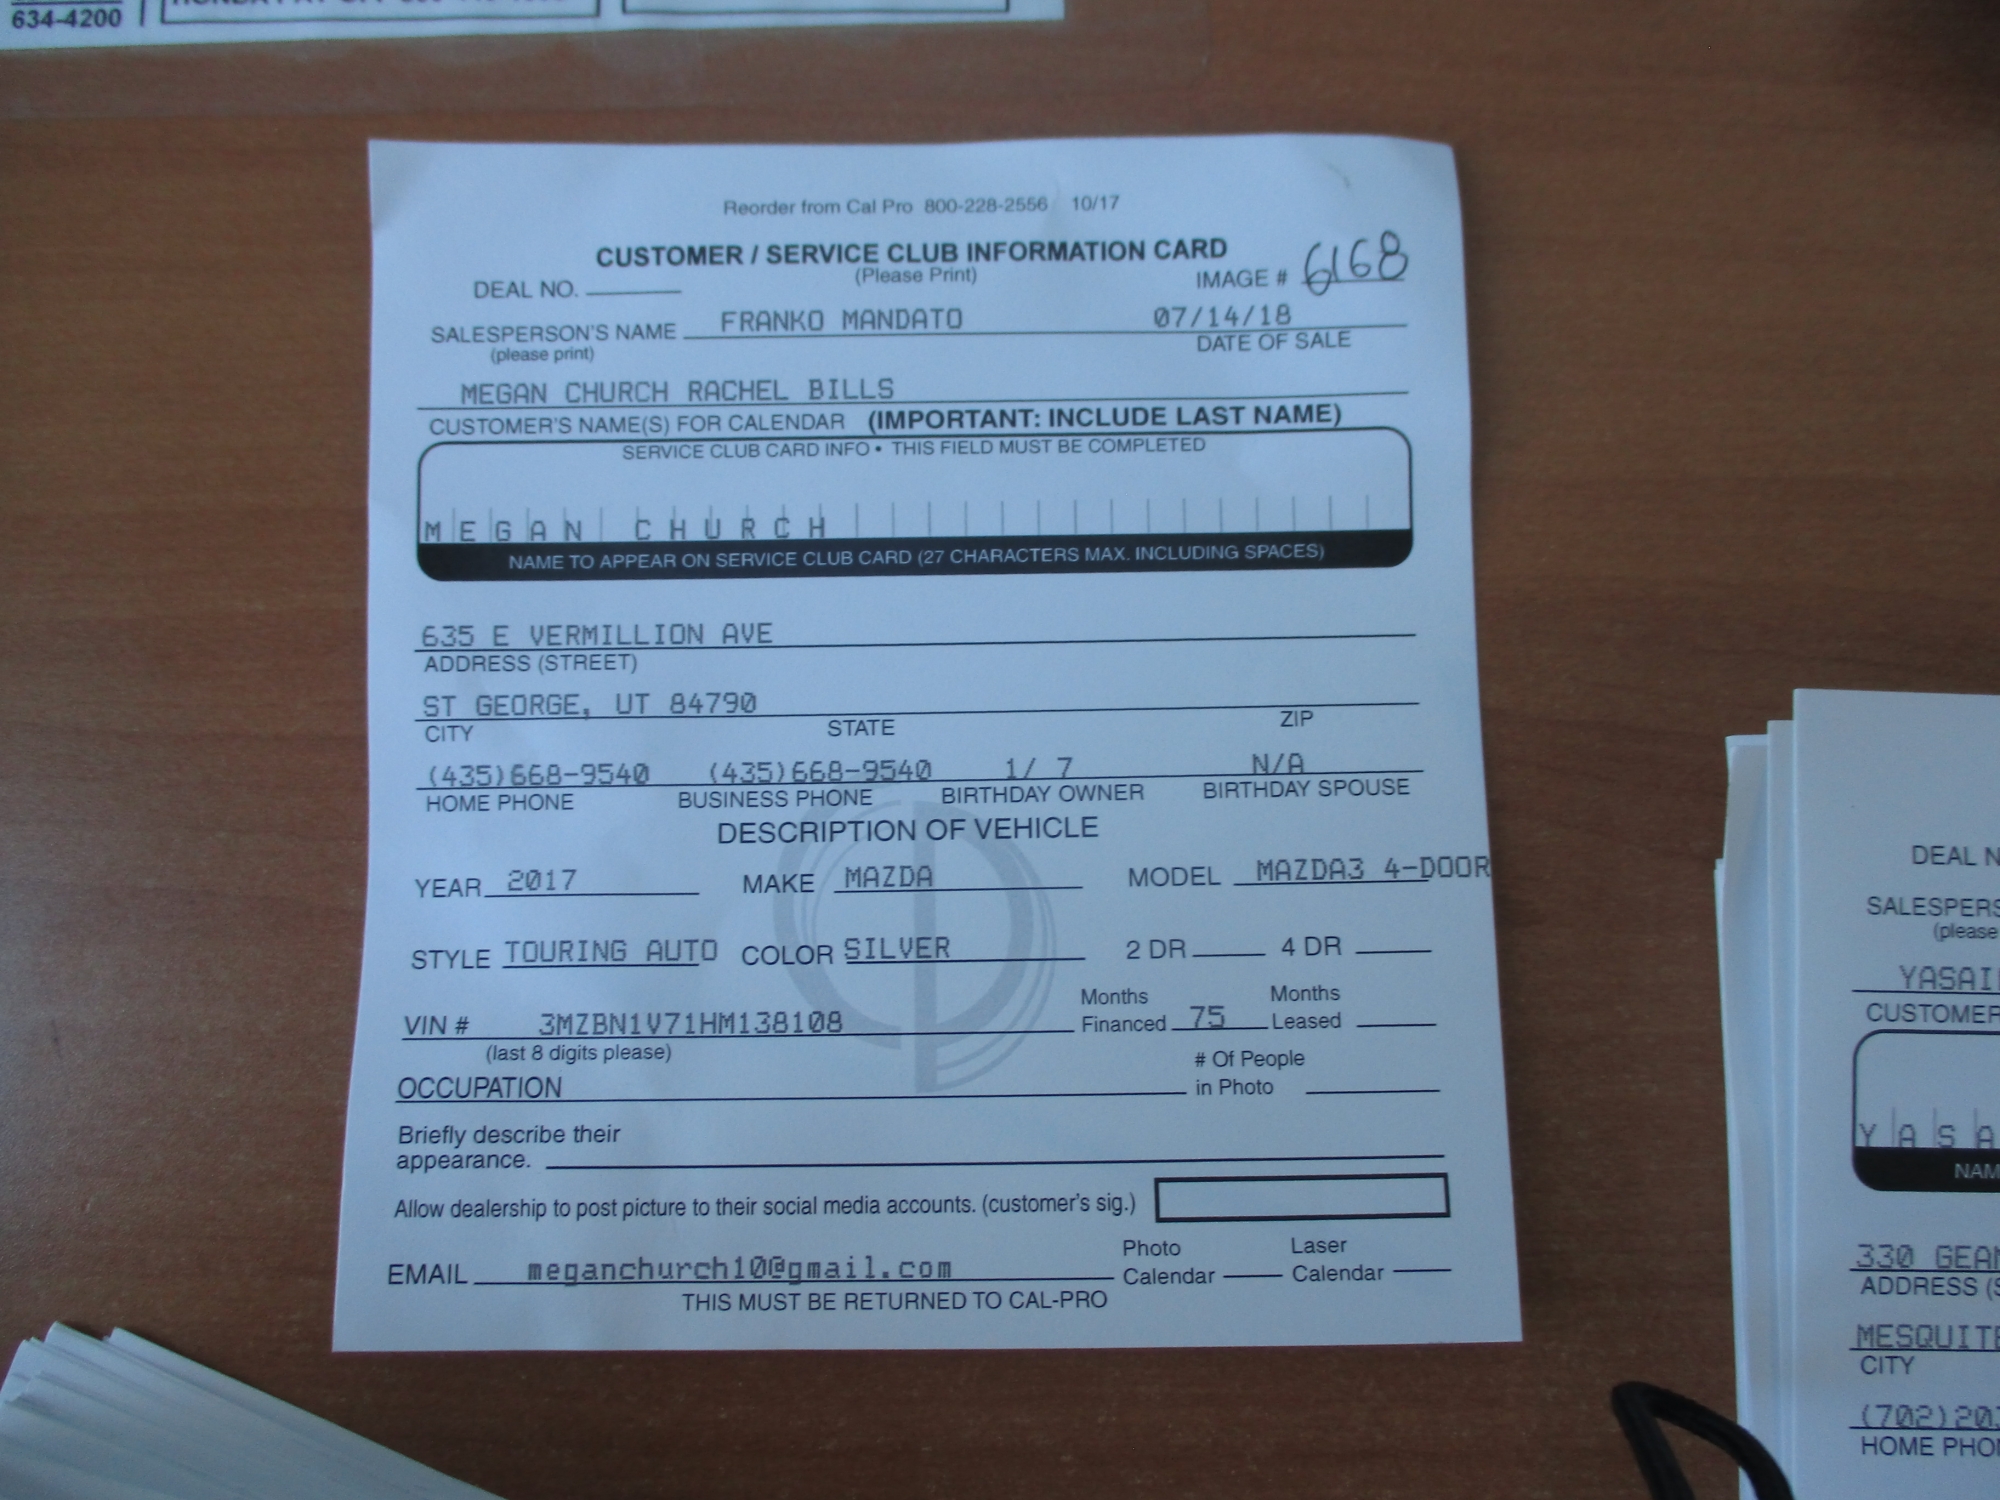 634-4200
Reorder from Cal Pro 800-228-2556 10/17
CUSTOMER / SERVICE CLUB INFORMATION CARD
(Please Print)
DEAL NO.
IMAGE # 6168
SALESPERSON'S NAME FRANKO MANDATO 07/14/18
(please print)
DATE OF SALE
MEGAN CHURCH RACHEL BILLS
CUSTOMER'S NAME(S) FOR CALENDAR (IMPORTANT: INCLUDE LAST NAME)
SERVICE CLUB CARD INFO • THIS FIELD MUST BE COMPLETED
MEGAN CHURCH
NAME TO APPEAR ON SERVICE CLUB CARD (27 CHARACTERS MAX. INCLUDING SPACES)
635 E VERMILLION AVE
ADDRESS (STREET)
ST GEORGE, UT 84790
CITY STATE ZIP
(435)668-9540 (435)668-9540 1/ 7 N/A
HOME PHONE BUSINESS PHONE BIRTHDAY OWNER BIRTHDAY SPOUSE
DESCRIPTION OF VEHICLE
YEAR 2017 MAKE MAZDA MODEL MAZDA3 4-DOOR
STYLE TOURING AUTO COLOR SILVER 2 DR 4 DR
Months Months
VIN # 3MZBN1V71HM138108 Financed 75 Leased
(last 8 digits please)
# Of People
OCCUPATION in Photo
Briefly describe their
appearance.
Allow dealership to post picture to their social media accounts. (customer's sig.)
Photo Laser
EMAIL meganchurch10@gmail.com Calendar Calendar
THIS MUST BE RETURNED TO CAL-PRO
DEAL
(please
CUSTOMER
YASA
330
ADDRESS
MESQUITE
CITY
(702)
HOME